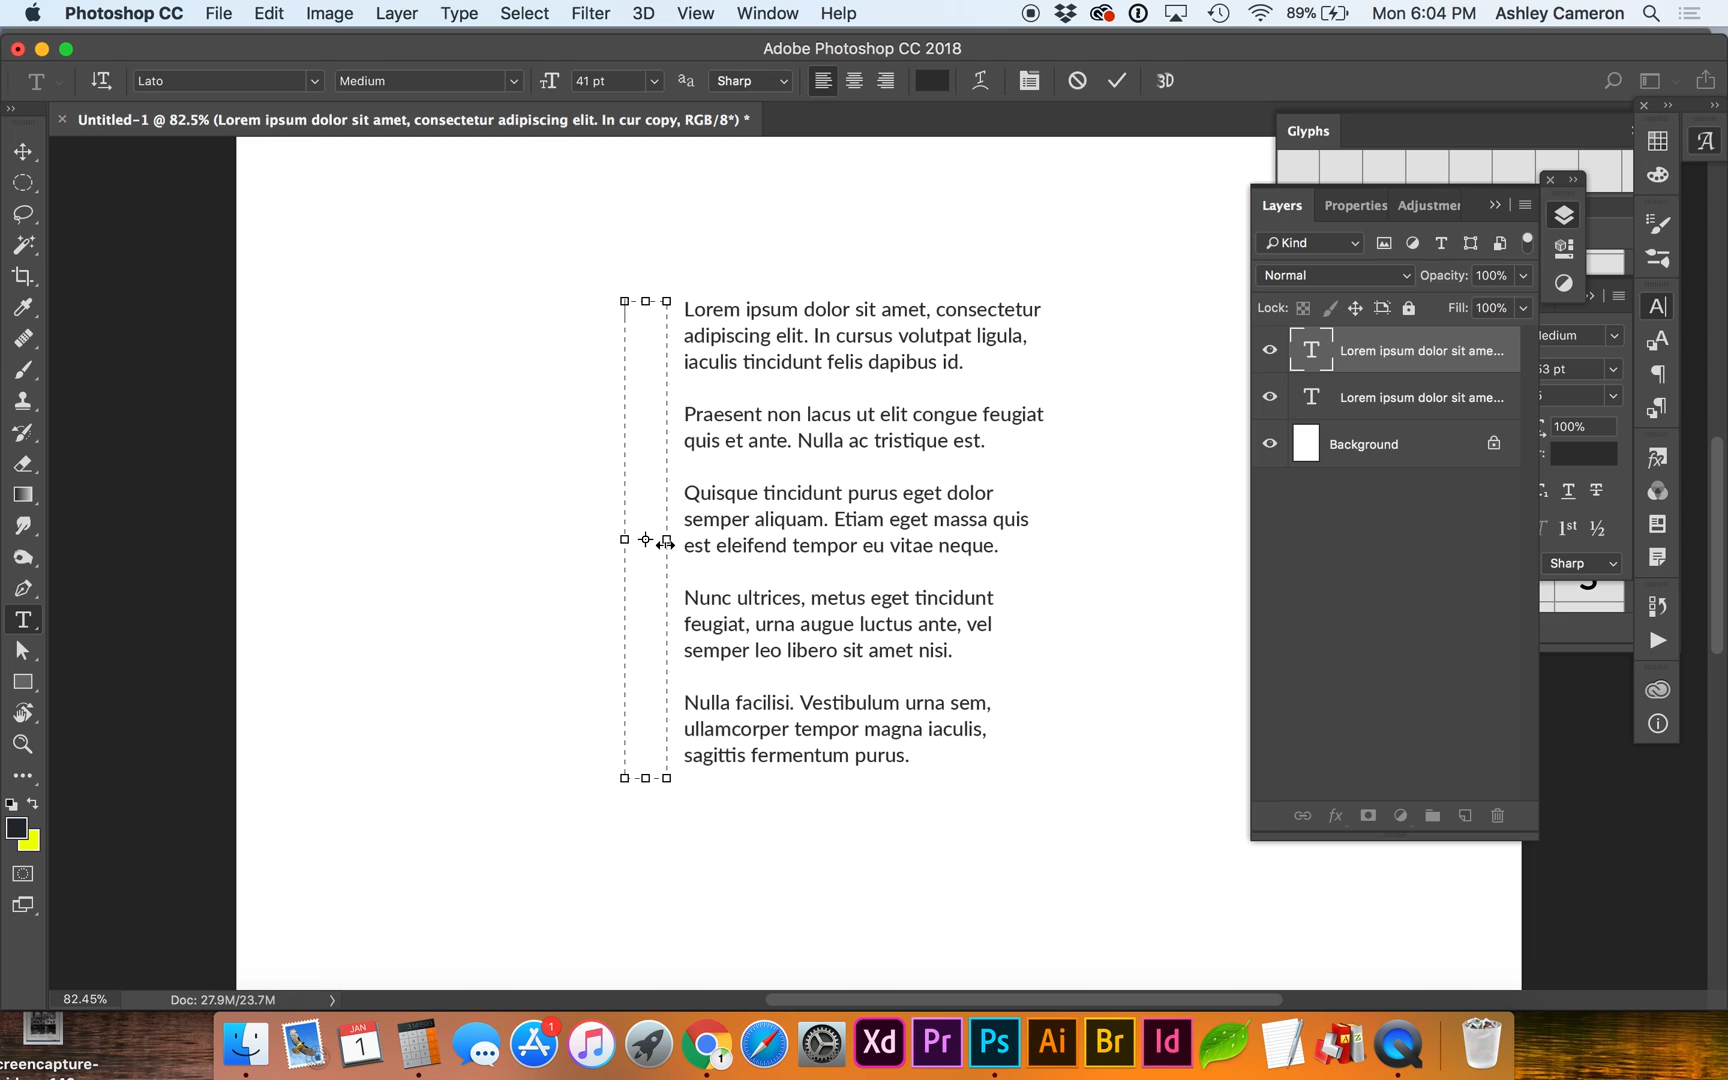 Photoshop CC File Edit Image Layer Type Select Filter 3D View Window Help 89% Mon 6:04 PM Ashley Cameron
Adobe Photoshop CC 2018
Lato Medium 41 pt Sharp 3D
Untitled-1 @ 82.5% (Lorem ipsum dolor sit amet, consectetur adipiscing elit. In cur copy, RGB/8*) *
Glyphs
Layers Properties Adjustmer
Kind
Normal Opacity: 100%
Lock: Fill: 100%
Lorem ipsum dolor sit ame...
Lorem ipsum dolor sit ame...
Background
edium
53 pt
100%
1st ½
Sharp
Lorem ipsum dolor sit amet, consectetur
adipiscing elit. In cursus volutpat ligula,
iaculis tincidunt felis dapibus id.
Praesent non lacus ut elit congue feugiat
quis et ante. Nulla ac tristique est.
Quisque tincidunt purus eget dolor
semper aliquam. Etiam eget massa quis
est eleifend tempor eu vitae neque.
Nunc ultrices, metus eget tincidunt
feugiat, urna augue luctus ante, vel
semper leo libero sit amet nisi.
Nulla facilisi. Vestibulum urna sem,
ullamcorper tempor magna iaculis,
sagittis fermentum purus.
82.45% Doc: 27.9M/23.7M
JAN
1
1
1
Xd Pr Ps Ai Br Id
creencapture-